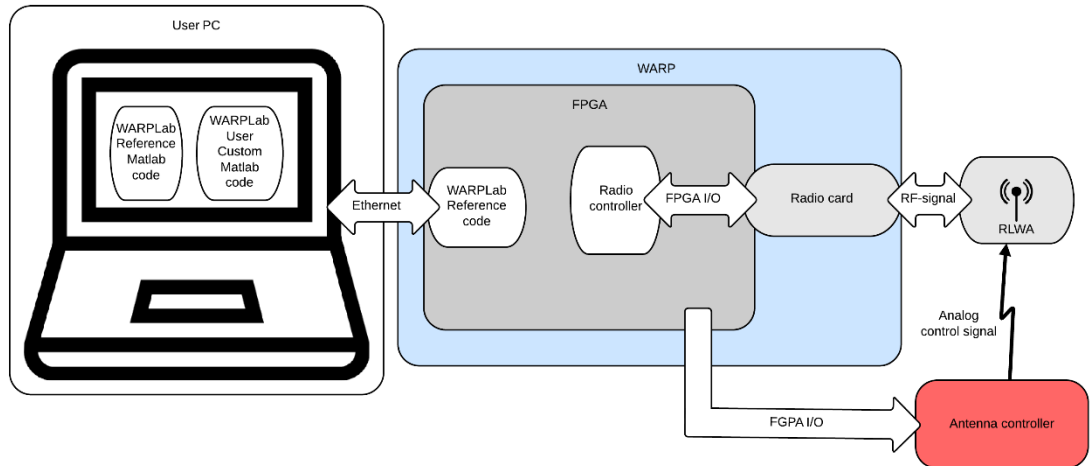 User PC
WARPLab
Reference
Matlab
code
WARPLab
User
Custom
Matlab
code
Ethernet
WARP
FPGA
WARPLab
Reference
code
Radio
controller
FPGA I/O
Radio card
RF-signal
RLWA
Analog
control signal
FGPA I/O
Antenna controller